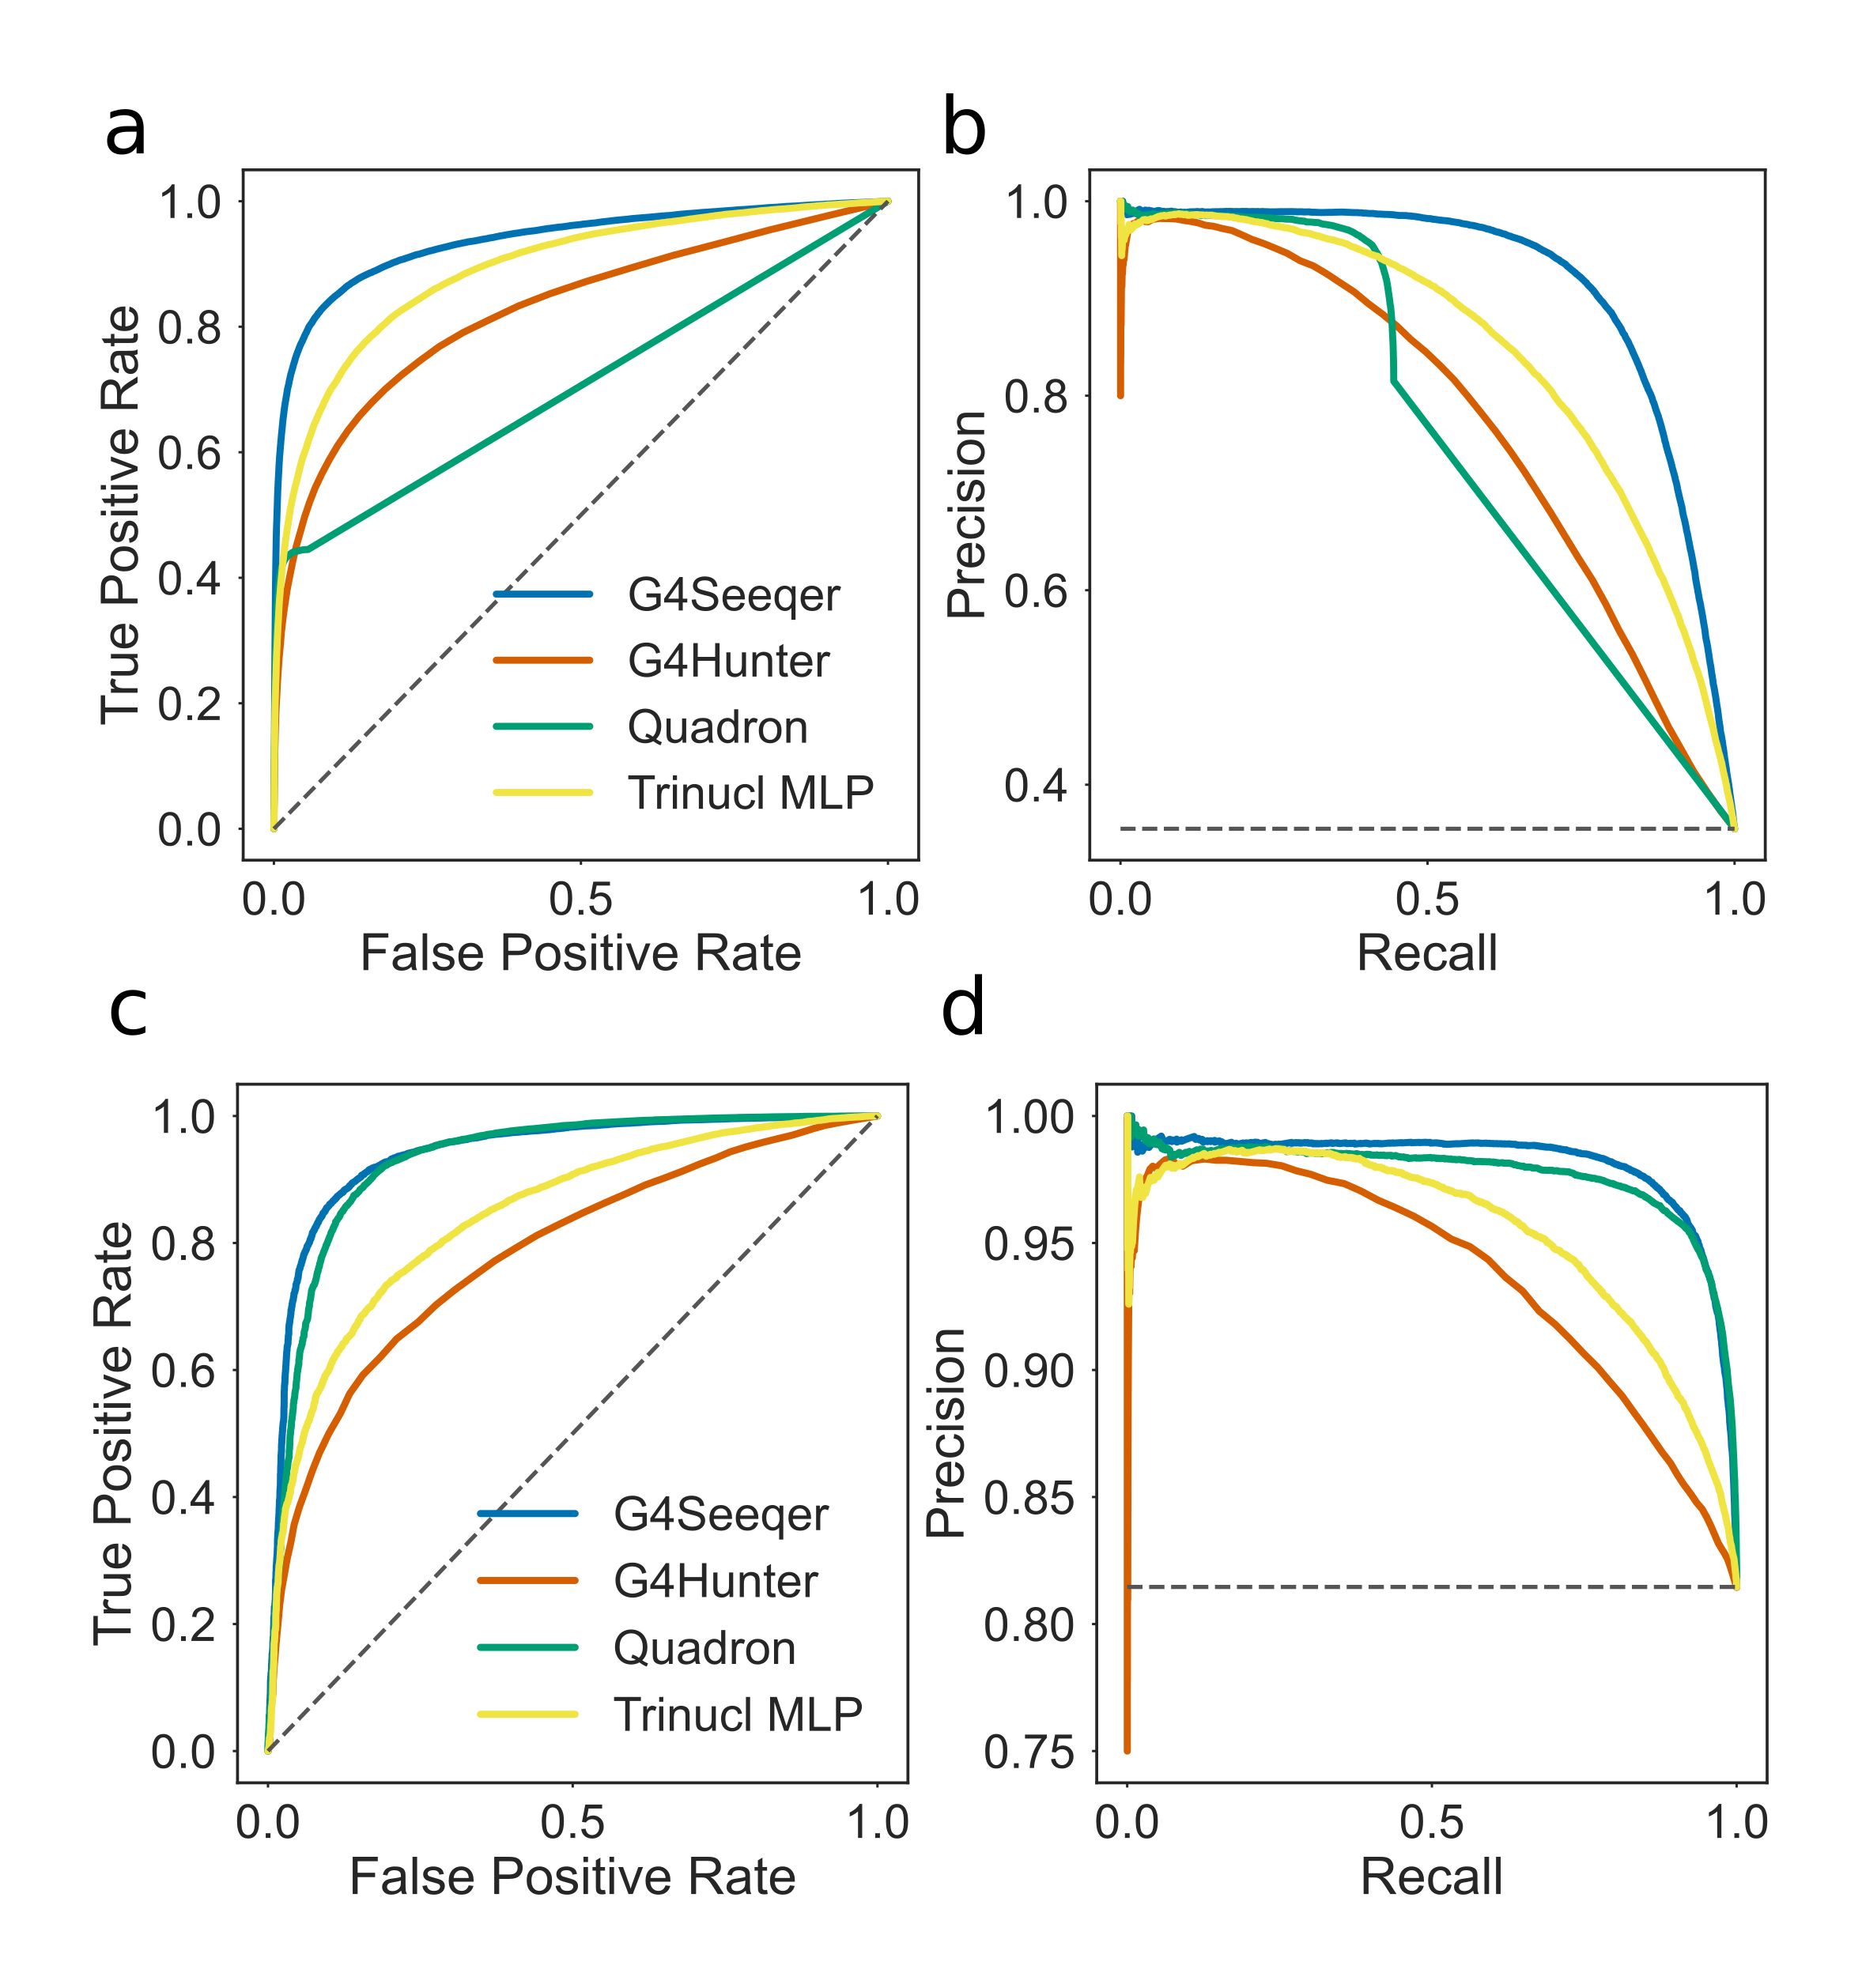 a
b
True Positive Rate
1.0
0.8
0.6
0.4
0.2
0.0
G4Seeqer
G4Hunter
Quadron
Trinucl MLP
0.0 0.5 1.0
False Positive Rate
Precision
1.0
0.8
0.6
0.4
0.0 0.5 1.0
Recall
c
d
True Positive Rate
1.0
0.8
0.6
0.4
0.2
0.0
G4Seeqer
G4Hunter
Quadron
Trinucl MLP
0.0 0.5 1.0
False Positive Rate
Precision
1.00
0.95
0.90
0.85
0.80
0.75
0.0 0.5 1.0
Recall